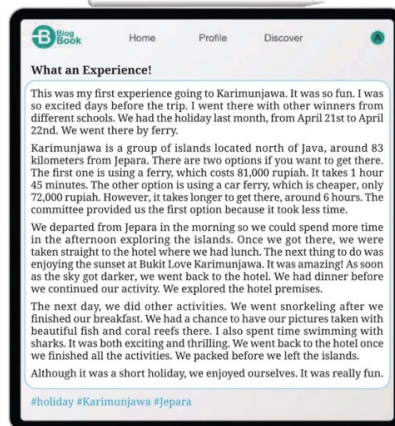 Blog
Book
Home
Profile
Discover
A
What an Experience!
This was my first experience going to Karimunjawa. It was so fun. I was
so excited days before the trip. I went there with other winners from
different schools. We had the holiday last month, from April 21st to April
22nd. We went there by ferry.
Karimunjawa is a group of islands located north of Java, around 83
kilometers from Jepara. There are two options if you want to get there.
The first one is using a ferry, which costs 81,000 rupiah. It takes 1 hour
45 minutes. The other option is using a car ferry, which is cheaper, only
72,000 rupiah. However, it takes longer to get there, around 6 hours. The
committee provided us the first option because it took less time.
We departed from Jepara in the morning so we could spend more time
in the afternoon exploring the islands. Once we got there, we were
taken straight to the hotel where we had lunch. The next thing to do was
enjoying the sunset at Bukit Love Karimunjawa. It was amazing! As soon
as the sky got darker, we went back to the hotel. We had dinner before
we continued our activity. We explored the hotel premises.
The next day, we did other activities. We went snorkeling after we
finished our breakfast. We had a chance to have our pictures taken with
beautiful fish and coral reefs there. I also spent time swimming with
sharks. It was both exciting and thrilling. We went back to the hotel once
we finished all the activities. We packed before we left the islands.
Although it was a short holiday, we enjoyed ourselves. It was really fun.
#holiday #Karimunjawa #Jepara